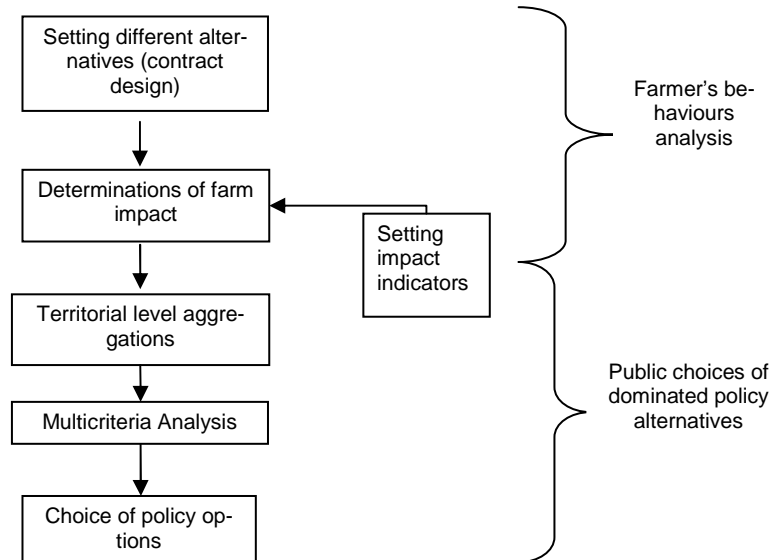 Setting different alter-
natives (contract
design)
Farmer's be-
haviours
analysis
Determinations of farm
impact
Setting
impact
indicators
Territorial level aggre-
gations
Public choices of
dominated policy
alternatives
Multicriteria Analysis
Choice of policy op-
tions